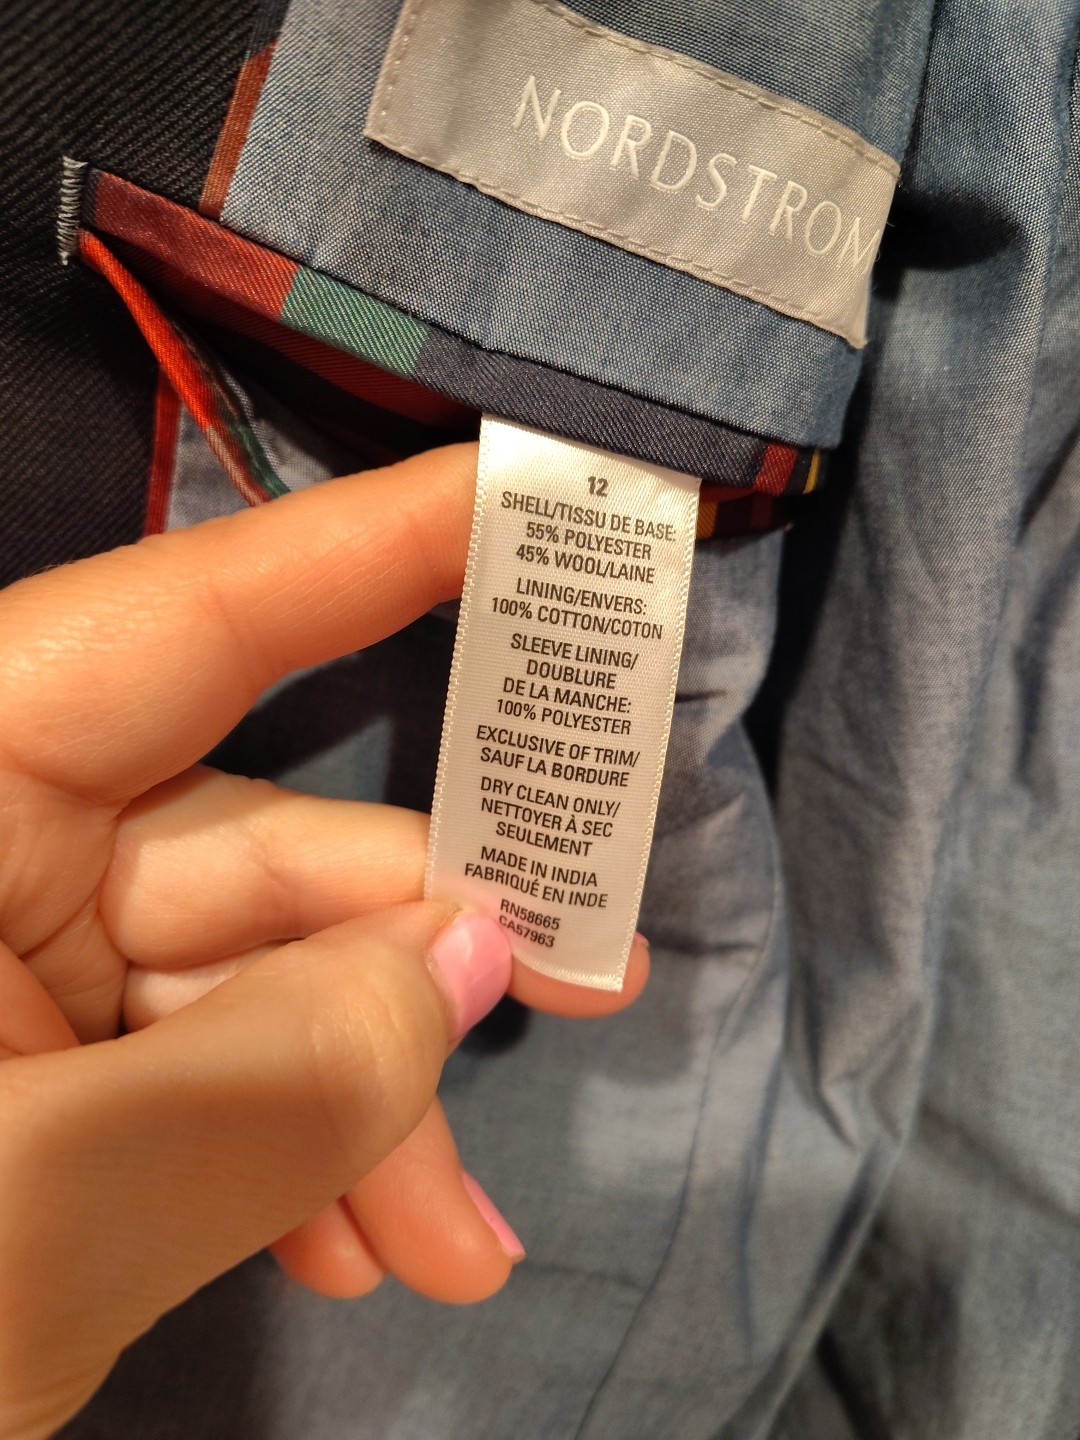 NORDSTROM
12
SHELL/TISSU DE BASE:
55% POLYESTER
45% WOOL/LAINE
LINING/ENVERS:
100% COTTON/COTON
SLEEVE LINING/
DOUBLURE
DE LA MANCHE:
100% POLYESTER
EXCLUSIVE OF TRIM/
SAUF LA BORDURE
DRY CLEAN ONLY/
NETTOYER À SEC
SEULEMENT
MADE IN INDIA
FABRIQUÉ EN INDE
RN58665
CA57963